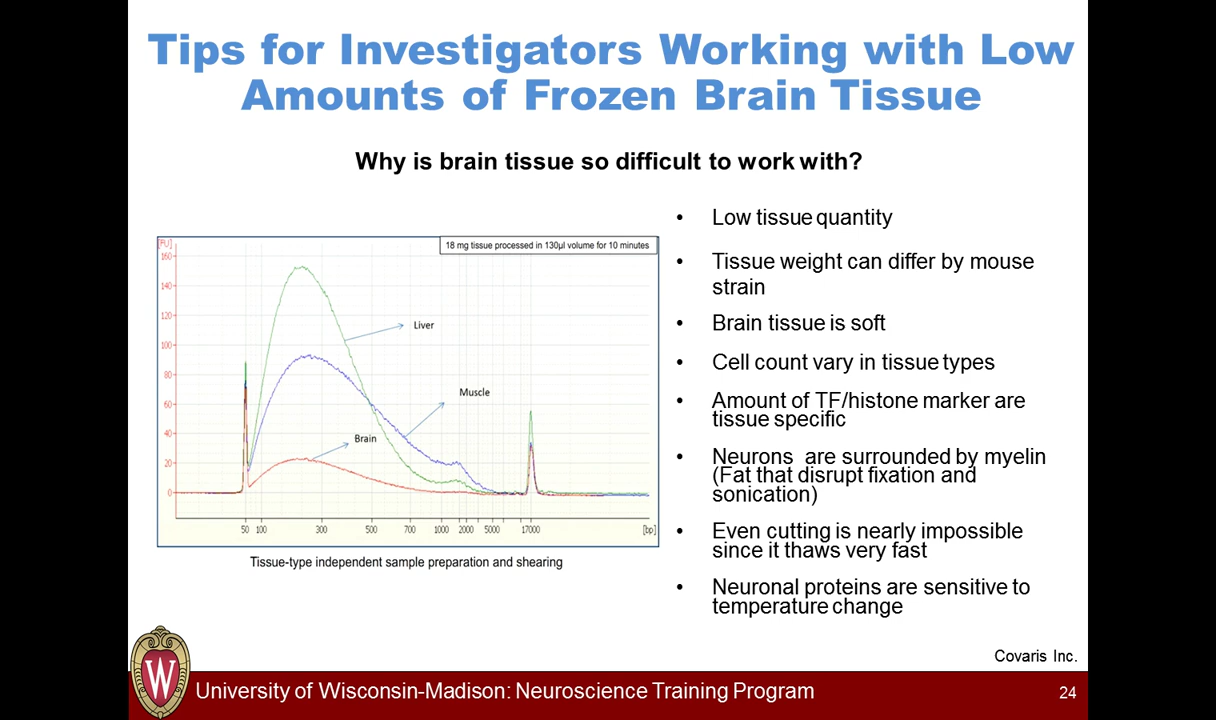 Tips for Investigators Working with Low
Amounts of Frozen Brain Tissue
Why is brain tissue so difficult to work with?
[FU]
18 mg tissue processed in 130µl volume for 10 minutes
160
140
120
100
80
60
40
20
0
Liver
Muscle
Brain
50 100 300 500 700 1000 2000 5000 17000 [bp]
Tissue-type independent sample preparation and shearing
• Low tissue quantity
• Tissue weight can differ by mouse
strain
• Brain tissue is soft
• Cell count vary in tissue types
• Amount of TF/histone marker are
tissue specific
• Neurons are surrounded by myelin
(Fat that disrupt fixation and
sonication)
• Even cutting is nearly impossible
since it thaws very fast
• Neuronal proteins are sensitive to
temperature change
Covaris Inc.
W
University of Wisconsin-Madison: Neuroscience Training Program
24